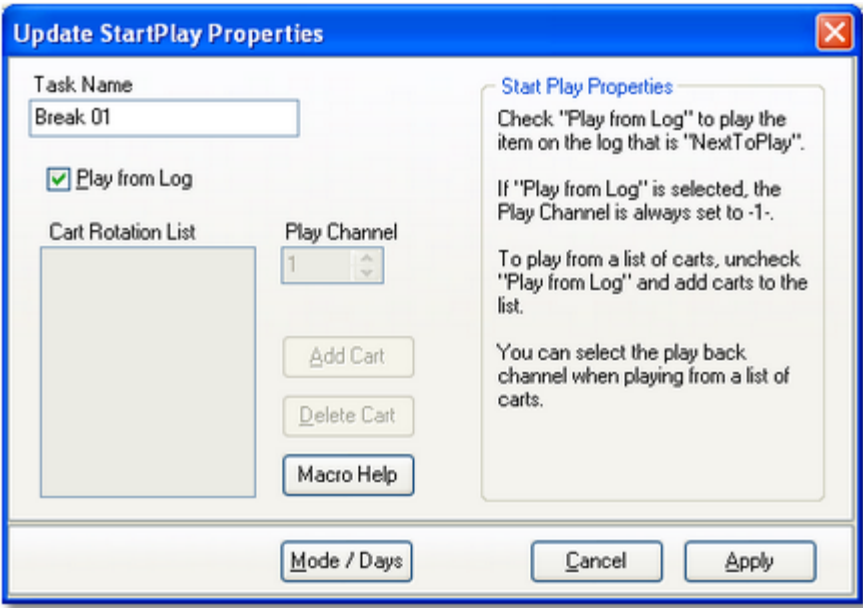 Update StartPlay Properties
Task Name
Break 01
Play from Log
Cart Rotation List
Play Channel
1
Add Cart
Delete Cart
Macro Help
Start Play Properties
Check "Play from Log" to play the
item on the log that is "NextToPlay".
If "Play from Log" is selected, the
Play Channel is always set to -1-.
To play from a list of carts, uncheck
"Play from Log" and add carts to the
list.
You can select the play back
channel when playing from a list of
carts.
Mode / Days
Cancel
Apply